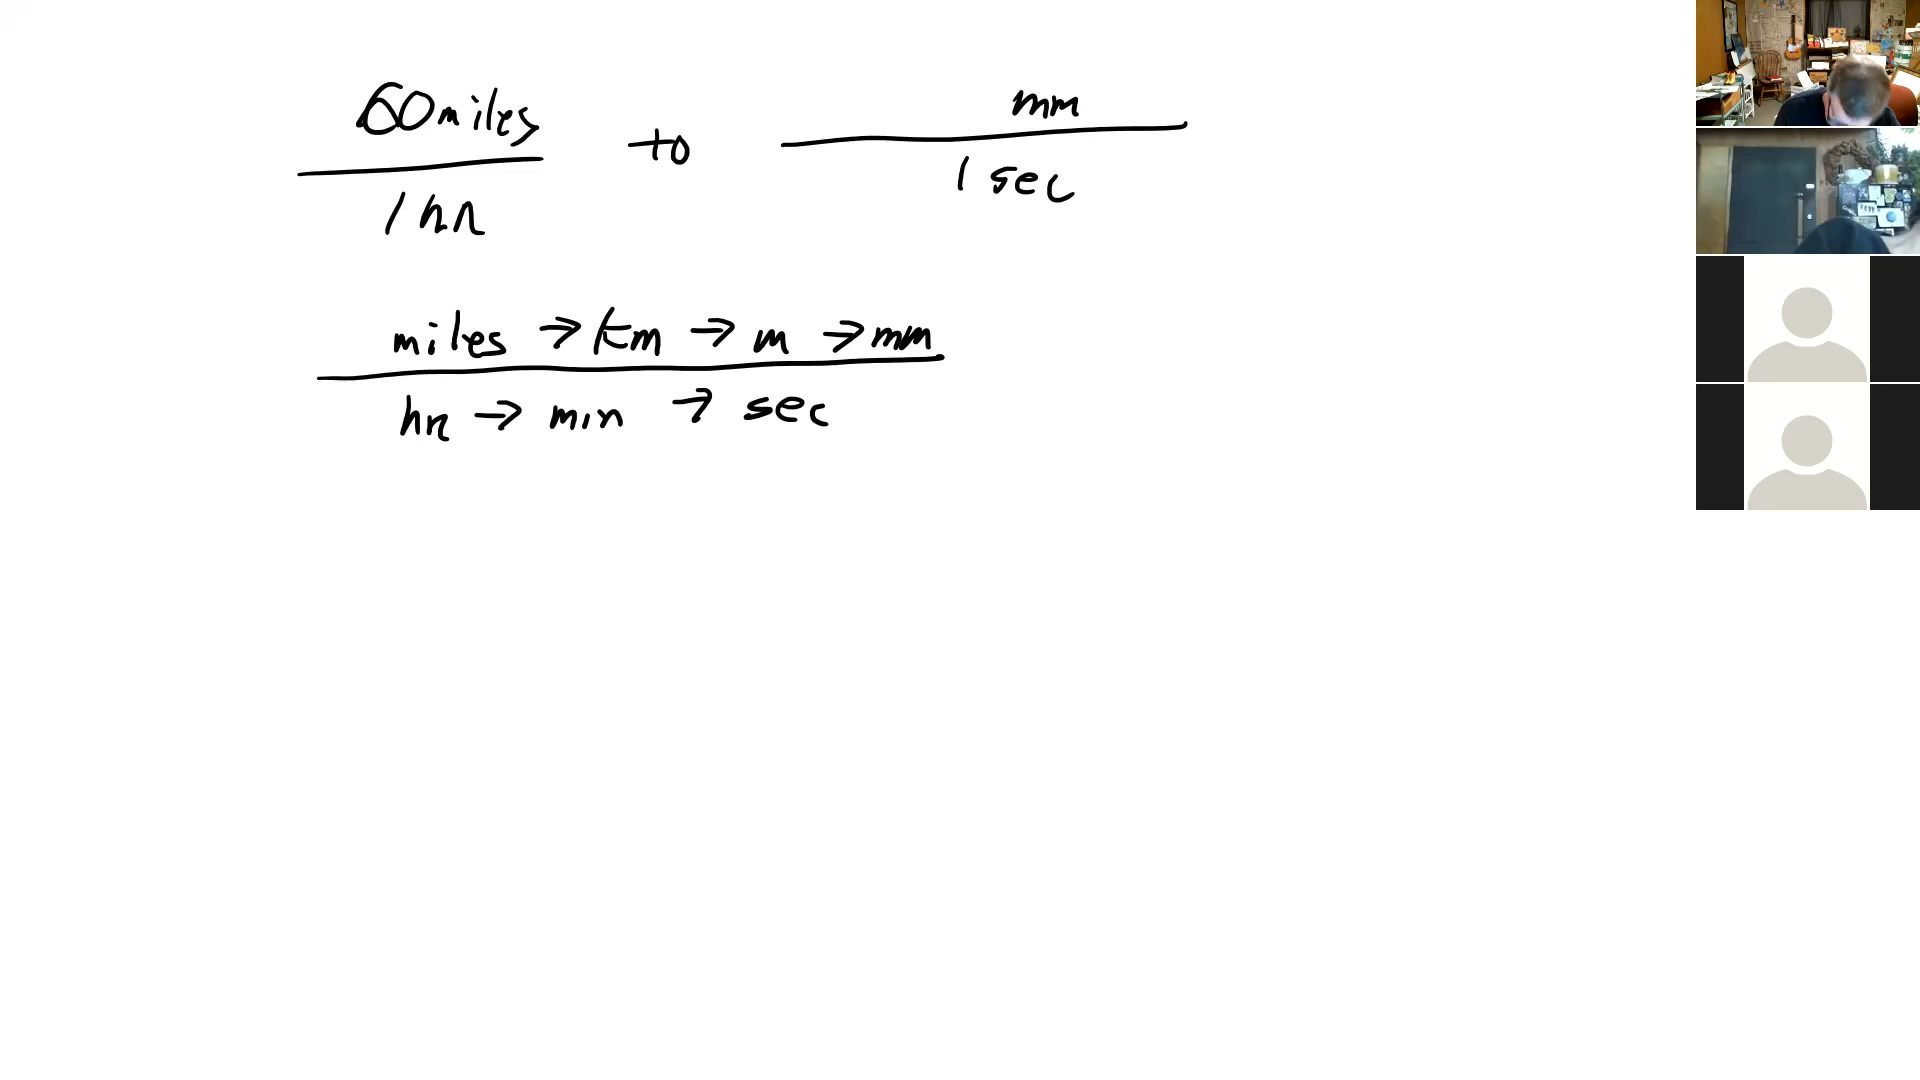 60 miles to mm
1 hr 1 sec
miles → km → m → mm
hr → min → sec